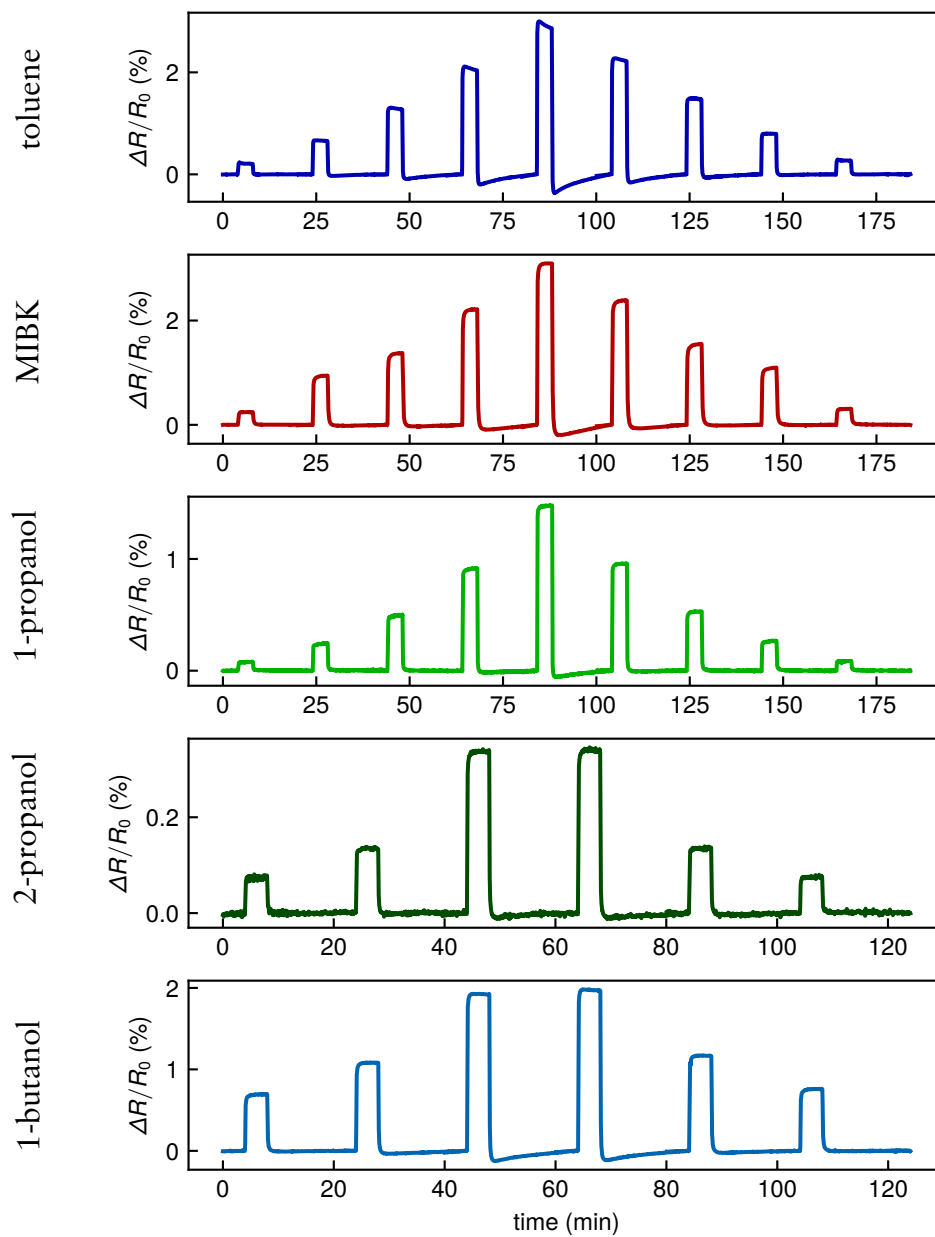 toluene
ΔR/R₀ (%)
2
0
0 25 50 75 100 125 150 175
MIBK
ΔR/R₀ (%)
2
0
0 25 50 75 100 125 150 175
1-propanol
ΔR/R₀ (%)
1
0
0 25 50 75 100 125 150 175
2-propanol
ΔR/R₀ (%)
0.2
0.0
0 20 40 60 80 100 120
1-butanol
ΔR/R₀ (%)
2
1
0
0 20 40 60 80 100 120
time (min)